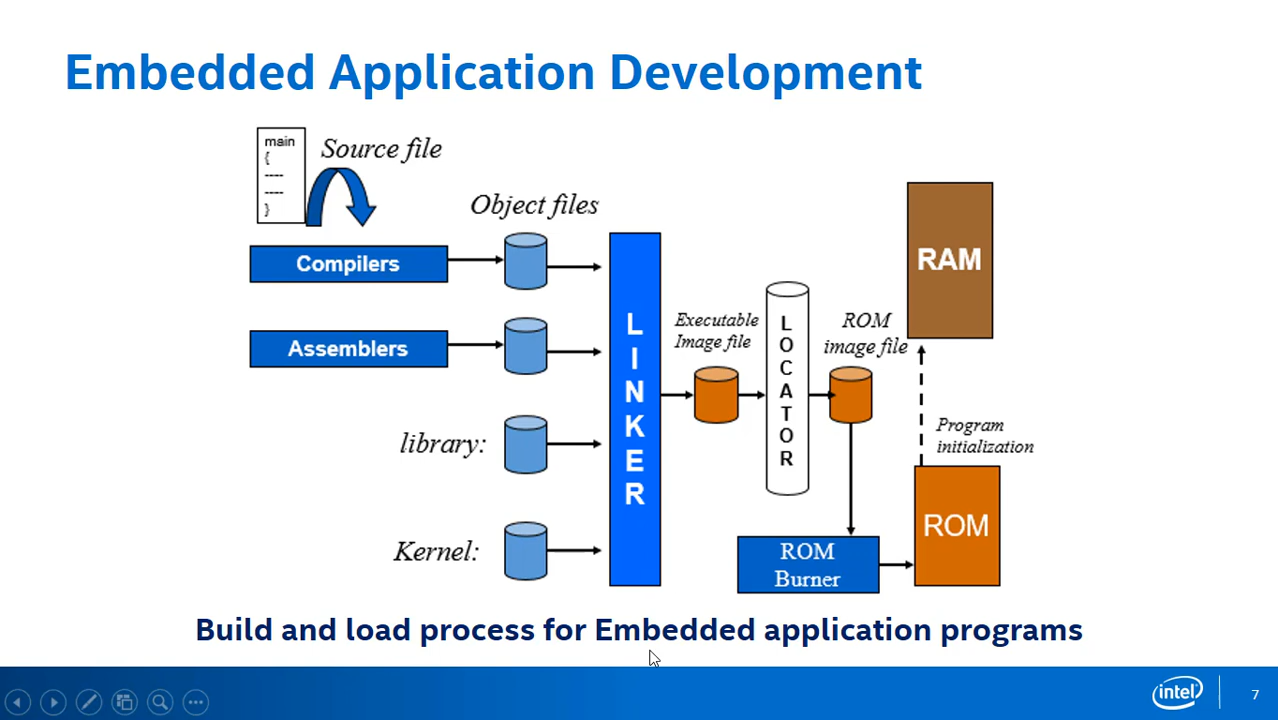 Embedded Application Development
main
{
----
----
}
Source file
Object files
Compilers
Assemblers
library:
Kernel:
LINKER
Executable
Image file
LOCATOR
ROM
image file
RAM
Program
initialization
ROM
ROM
Burner
Build and load process for Embedded application programs
intel
7